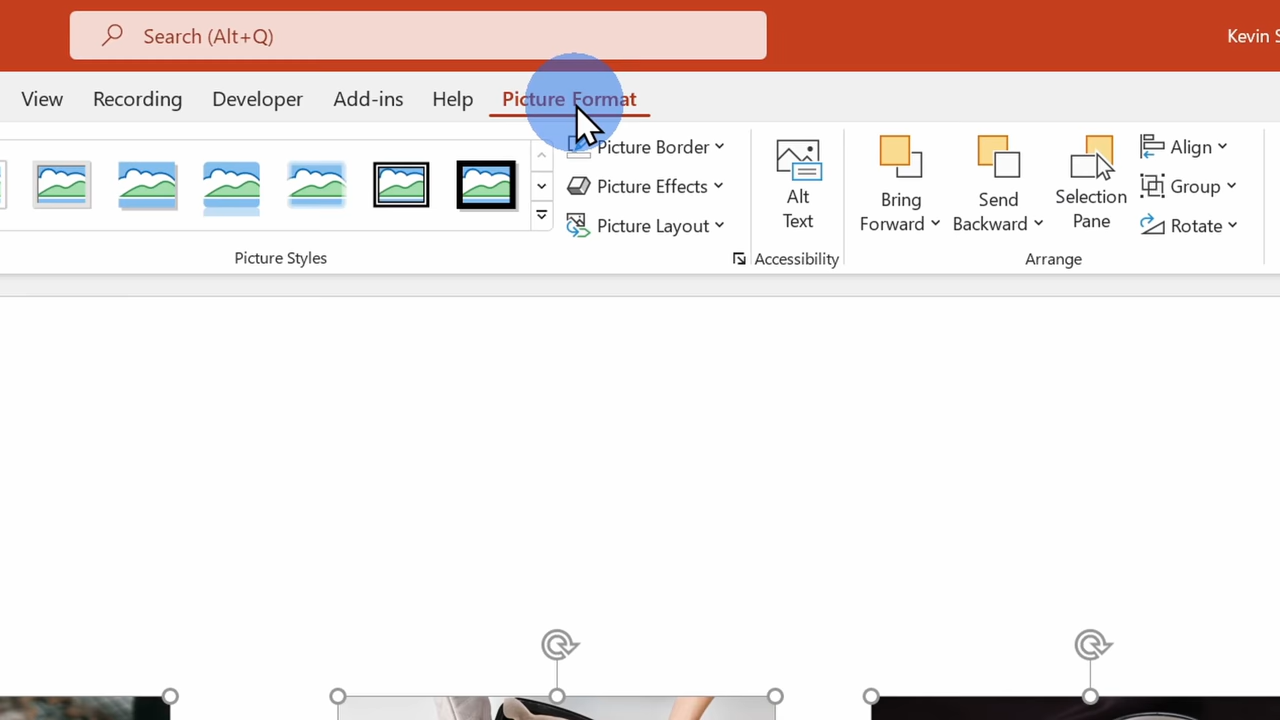 Search (Alt+Q)
Kevin S
View Recording Developer Add-ins Help Picture Format
Picture Border
Picture Effects
Picture Layout
Picture Styles
Alt
Text
Accessibility
Bring
Forward
Send
Backward
Selection
Pane
Align
Group
Rotate
Arrange